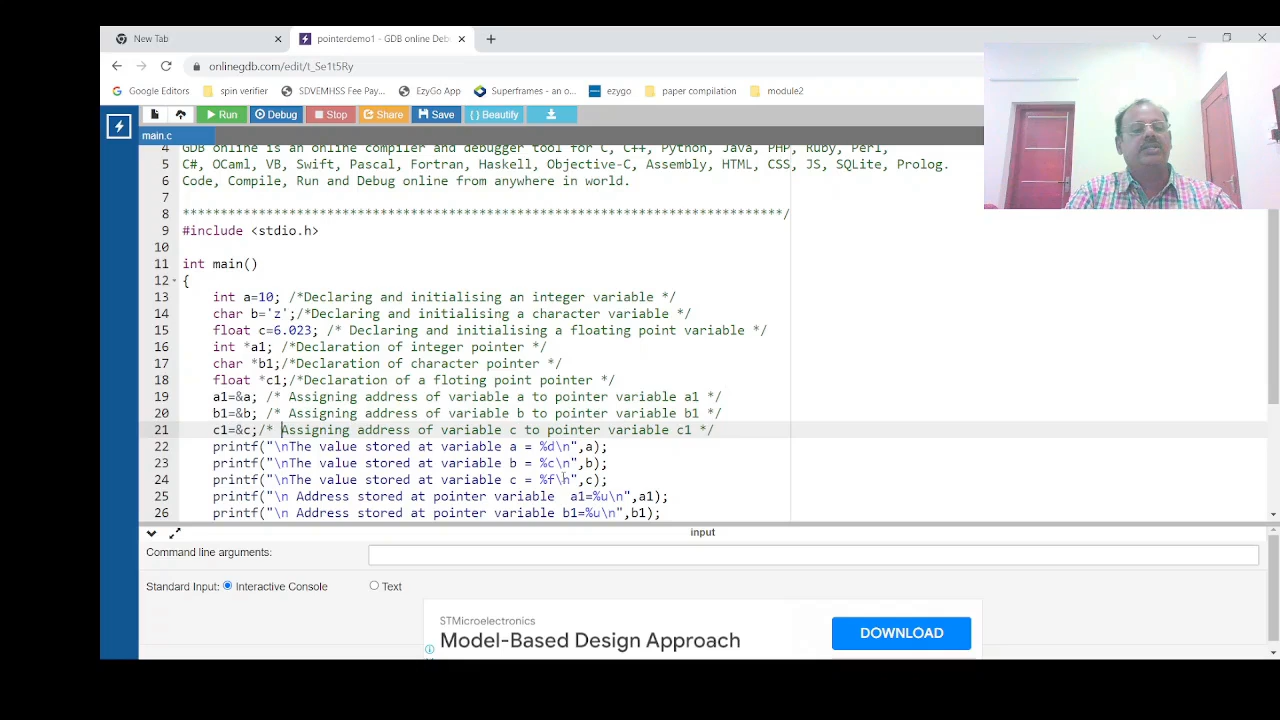 New Tab
pointerdemo1 - GDB online Deb
onlinegdb.com/edit/t_Se1t5Ry
Google Editors
spin verifier
SDVEMHSS Fee Pay...
EzyGo App
Superframes - an o...
ezygo
paper compilation
module2
Run
Debug
Stop
Share
Save
{ } Beautify
main.c
4 GDB online is an online compiler and debugger tool for C, C++, Python, Java, PHP, Ruby, Perl,
5 C#, OCaml, VB, Swift, Pascal, Fortran, Haskell, Objective-C, Assembly, HTML, CSS, JS, SQLite, Prolog.
6 Code, Compile, Run and Debug online from anywhere in world.
7
8 *******************************************************************************/
9 #include <stdio.h>
10
11 int main()
12 {
13 int a=10; /*Declaring and initialising an integer variable */
14 char b='z';/*Declaring and initialising a character variable */
15 float c=6.023; /* Declaring and initialising a floating point variable */
16 int *a1; /*Declaration of integer pointer */
17 char *b1;/*Declaration of character pointer */
18 float *c1;/*Declaration of a floting point pointer */
19 a1=&a; /* Assigning address of variable a to pointer variable a1 */
20 b1=&b; /* Assigning address of variable b to pointer variable b1 */
21 c1=&c;/* Assigning address of variable c to pointer variable c1 */
22 printf("\nThe value stored at variable a = %d\n",a);
23 printf("\nThe value stored at variable b = %c\n",b);
24 printf("\nThe value stored at variable c = %f\n",c);
25 printf("\n Address stored at pointer variable  a1=%u\n",a1);
26 printf("\n Address stored at pointer variable b1=%u\n",b1);
input
Command line arguments:
Standard Input: Interactive Console Text
STMicroelectronics
Model-Based Design Approach
DOWNLOAD